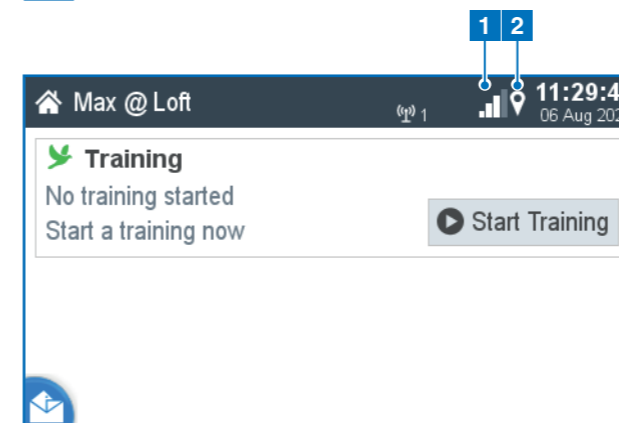 1 2
Max @ Loft
1
11:29:4
06 Aug 202
Training
No training started
Start a training now
Start Training